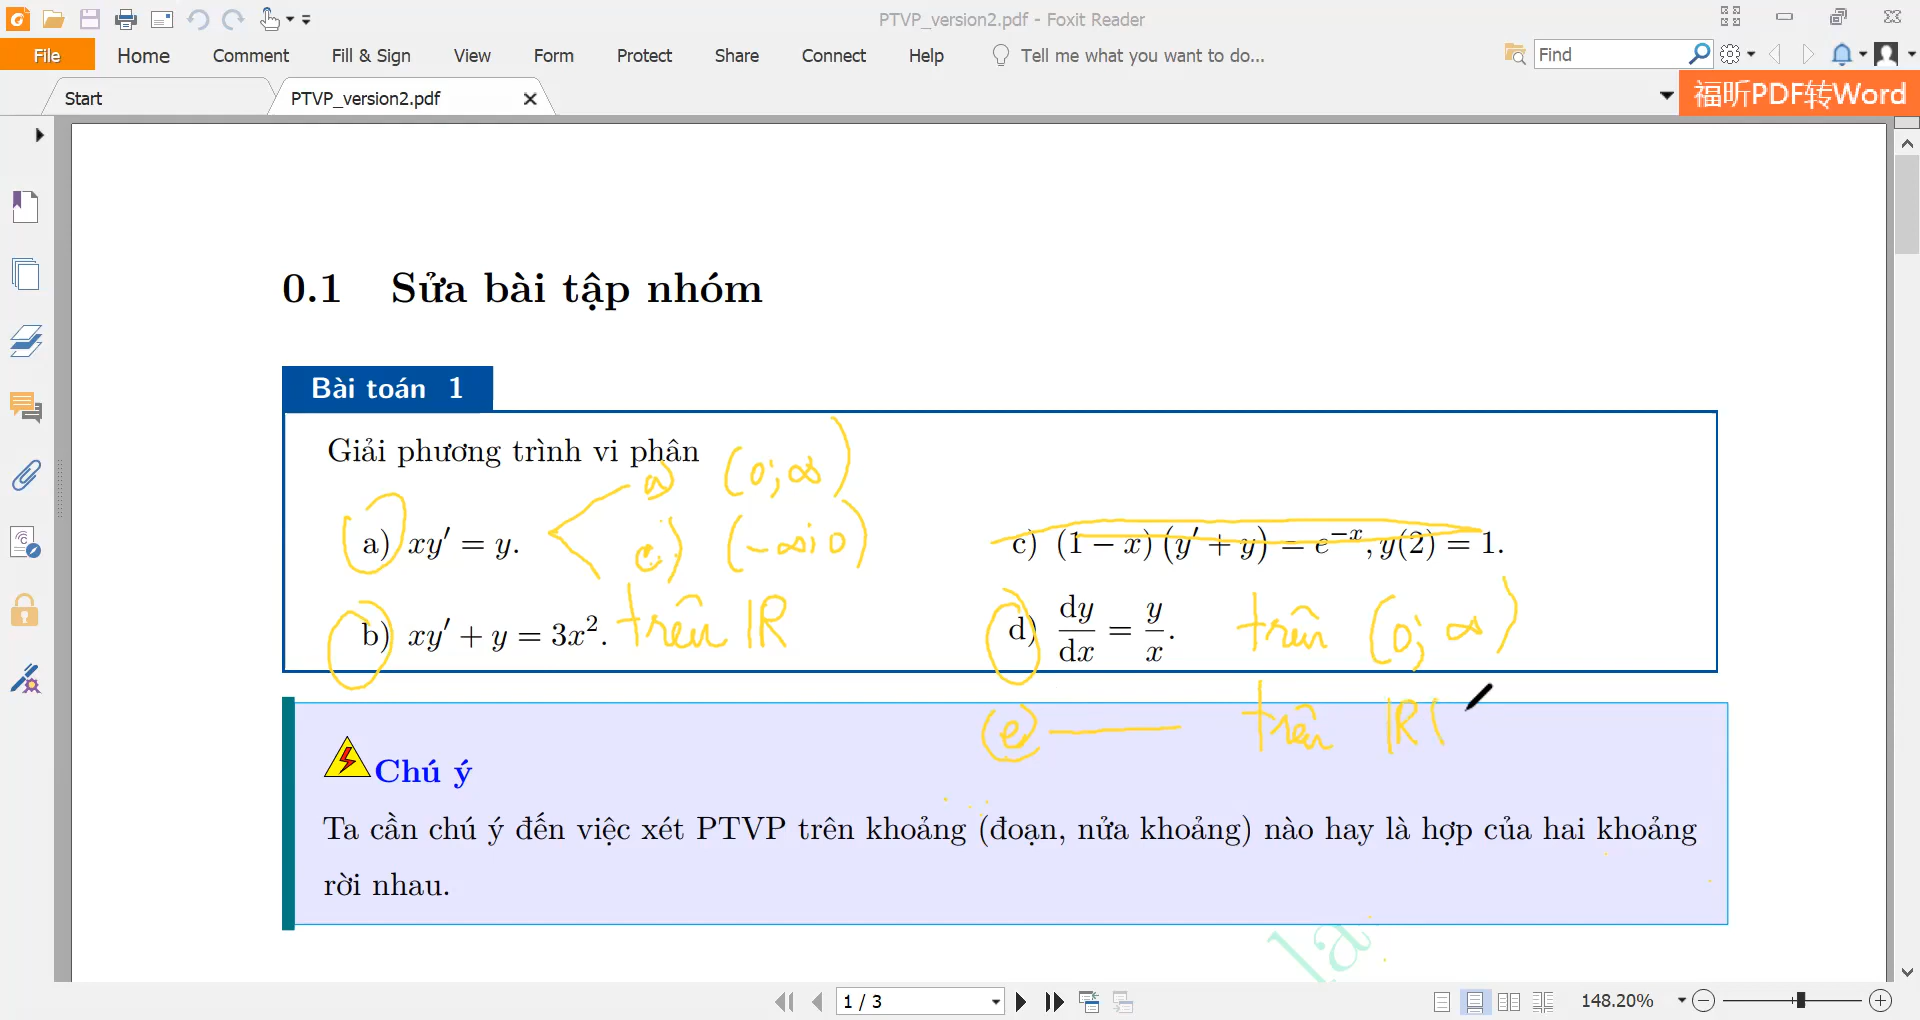 PTVP_version2.pdf - Foxit Reader
File Home Comment Fill & Sign View Form Protect Share Connect Help Tell me what you want to do... Find
Start PTVP_version2.pdf
福昕PDF转Word
0.1 Sửa bài tập nhóm
Bài toán 1
Giải phương trình vi phân
a) (0; ∞)
a) xy′ = y.
c) (-∞; 0)
c) (1 − x) (y′ + y) = e^{−x}, y(2) = 1.
b) xy′ + y = 3x². trên IR
d) dy/dx = y/x. trên (0; ∞)
(e) —— trên IR(
Chú ý
Ta cần chú ý đến việc xét PTVP trên khoảng (đoạn, nửa khoảng) nào hay là hợp của hai khoảng
rời nhau.
la
1 / 3
148.20%